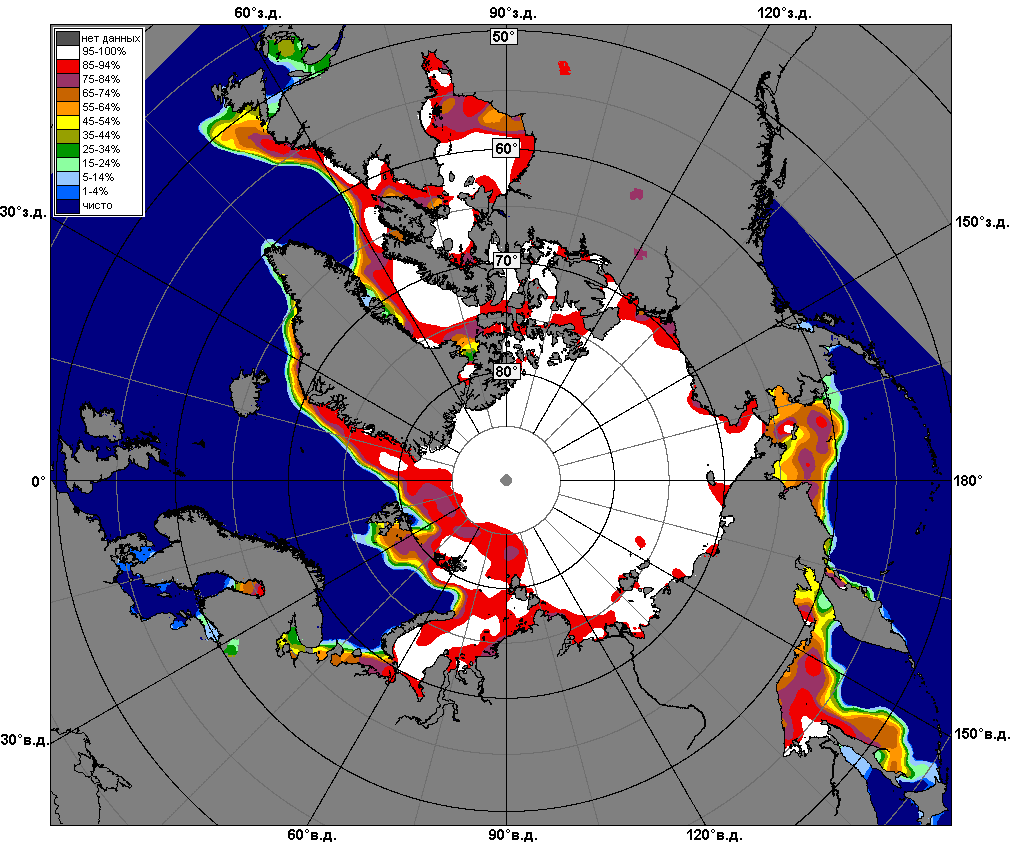 60°з.д.
90°з.д.
120°з.д.
50°
нет данных
95-100%
85-94%
75-84%
65-74%
55-64%
45-54%
35-44%
25-34%
15-24%
5-14%
1-4%
чисто
60°
30°з.д.
150°з.д.
70°
80°
0°
180°
30°в.д.
150°в.д.
60°в.д.
90°в.д.
120°в.д.